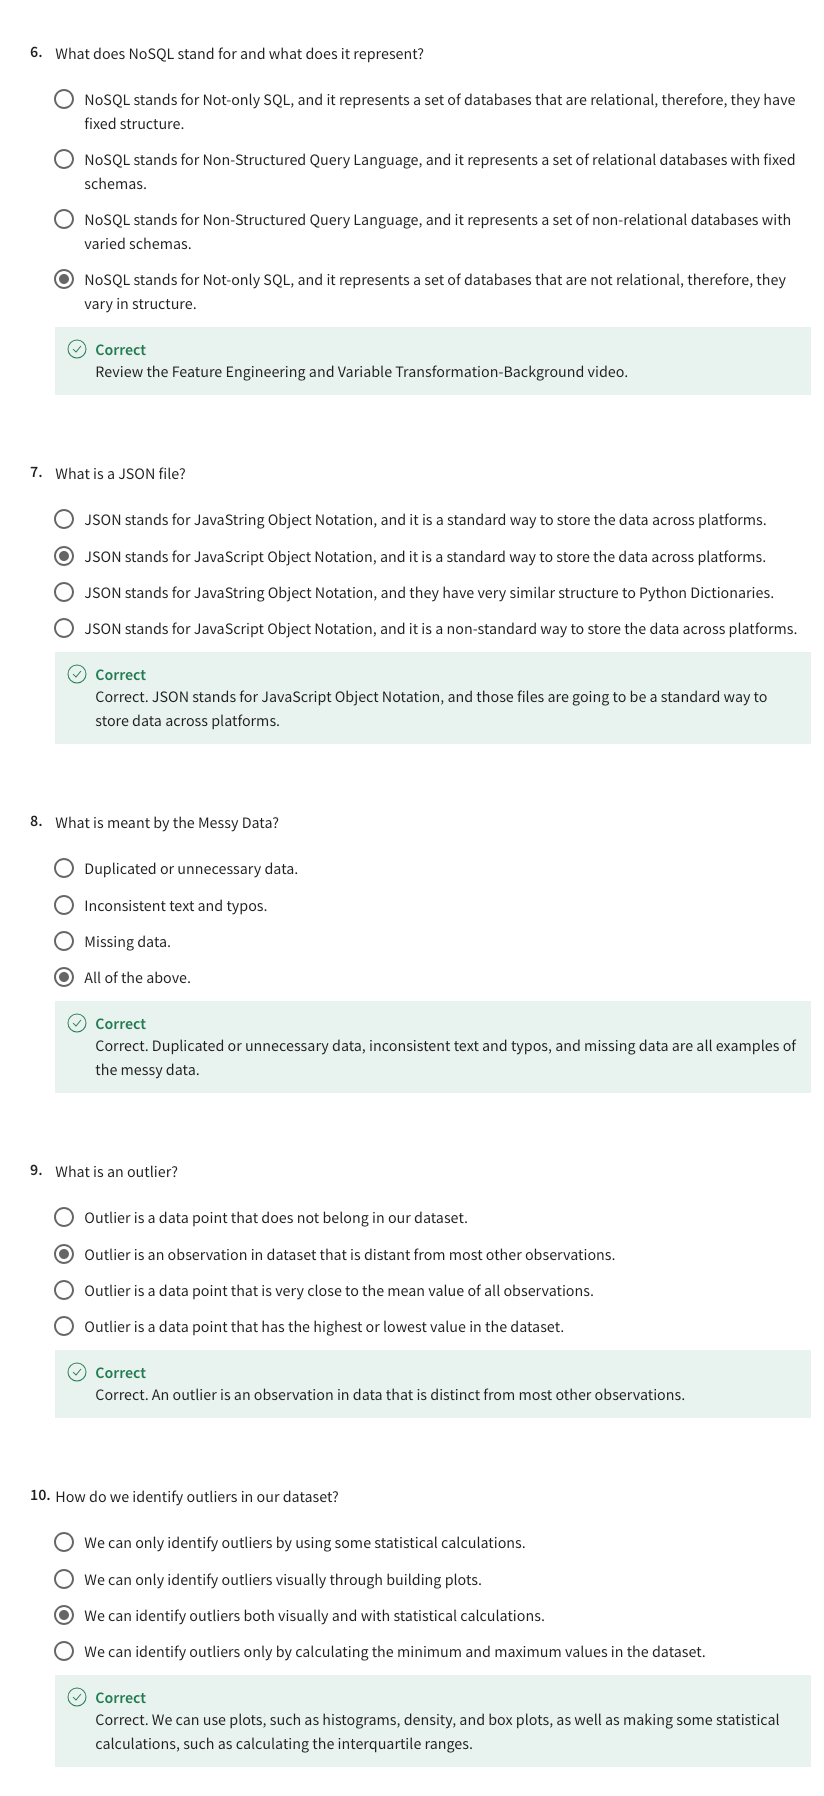 6. What does NoSQL stand for and what does it represent?
NoSQL stands for Not-only SQL, and it represents a set of databases that are relational, therefore, they have
fixed structure.
NoSQL stands for Non-Structured Query Language, and it represents a set of relational databases with fixed
schemas.
NoSQL stands for Non-Structured Query Language, and it represents a set of non-relational databases with
varied schemas.
NoSQL stands for Not-only SQL, and it represents a set of databases that are not relational, therefore, they
vary in structure.
Correct
Review the Feature Engineering and Variable Transformation-Background video.
7. What is a JSON file?
JSON stands for JavaString Object Notation, and it is a standard way to store the data across platforms.
JSON stands for JavaScript Object Notation, and it is a standard way to store the data across platforms.
JSON stands for JavaString Object Notation, and they have very similar structure to Python Dictionaries.
JSON stands for JavaScript Object Notation, and it is a non-standard way to store the data across platforms.
Correct
Correct. JSON stands for JavaScript Object Notation, and those files are going to be a standard way to
store data across platforms.
8. What is meant by the Messy Data?
Duplicated or unnecessary data.
Inconsistent text and typos.
Missing data.
All of the above.
Correct
Correct. Duplicated or unnecessary data, inconsistent text and typos, and missing data are all examples of
the messy data.
9. What is an outlier?
Outlier is a data point that does not belong in our dataset.
Outlier is an observation in dataset that is distant from most other observations.
Outlier is a data point that is very close to the mean value of all observations.
Outlier is a data point that has the highest or lowest value in the dataset.
Correct
Correct. An outlier is an observation in data that is distinct from most other observations.
10. How do we identify outliers in our dataset?
We can only identify outliers by using some statistical calculations.
We can only identify outliers visually through building plots.
We can identify outliers both visually and with statistical calculations.
We can identify outliers only by calculating the minimum and maximum values in the dataset.
Correct
Correct. We can use plots, such as histograms, density, and box plots, as well as making some statistical
calculations, such as calculating the interquartile ranges.